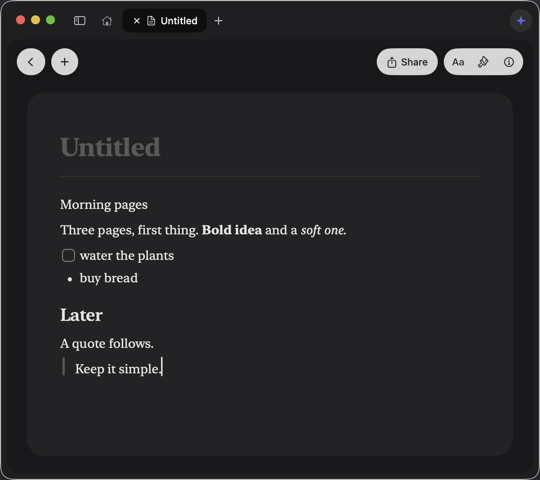 Untitled
Share
Aa
Untitled
Morning pages
Three pages, first thing. Bold idea and a soft one.
water the plants
• buy bread
Later
A quote follows.
Keep it simple.